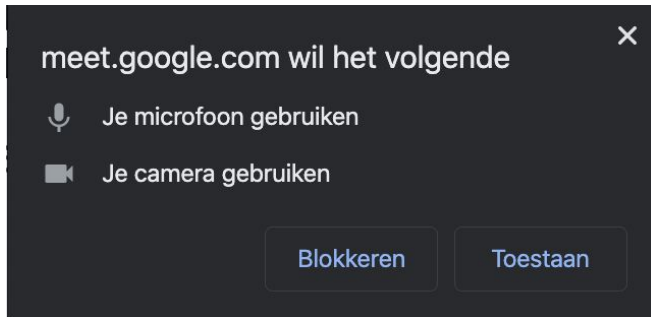 meet.google.com wil het volgende
Je microfoon gebruiken
Je camera gebruiken
Blokkeren
Toestaan